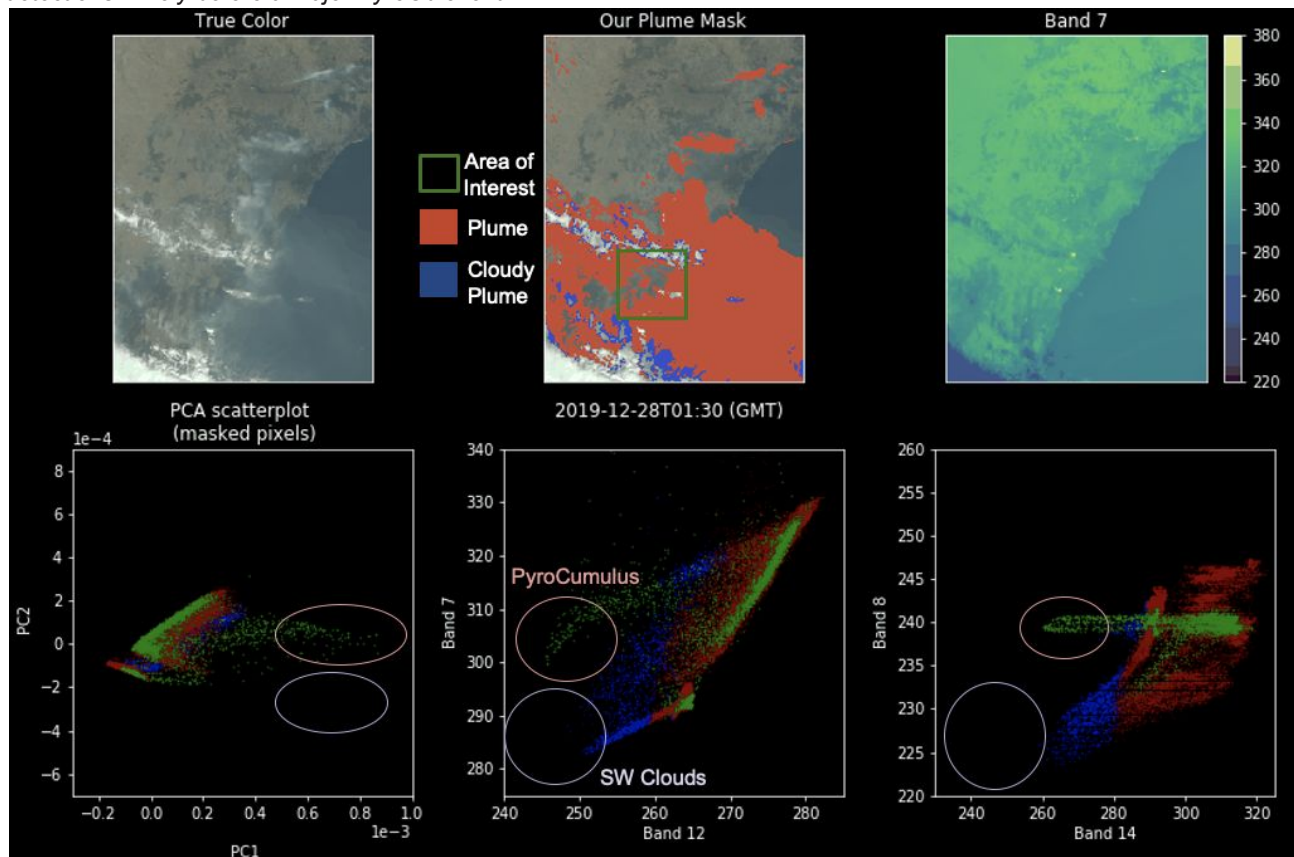 True Color
Our Plume Mask
Band 7
Area of
Interest
Plume
Cloudy
Plume
380
360
340
320
300
280
260
240
220
PCA scatterplot
(masked pixels)
2019-12-28T01:30 (GMT)
1e−4
8
6
4
2
0
−2
−4
−6
PC2
−0.2 0.0 0.2 0.4 0.6 0.8 1.0
1e−3
PC1
340
330
320
310
300
290
280
Band 7
PyroCumulus
SW Clouds
240 250 260 270 280
Band 12
260
255
250
245
240
235
230
225
220
Band 8
240 260 280 300 320
Band 14